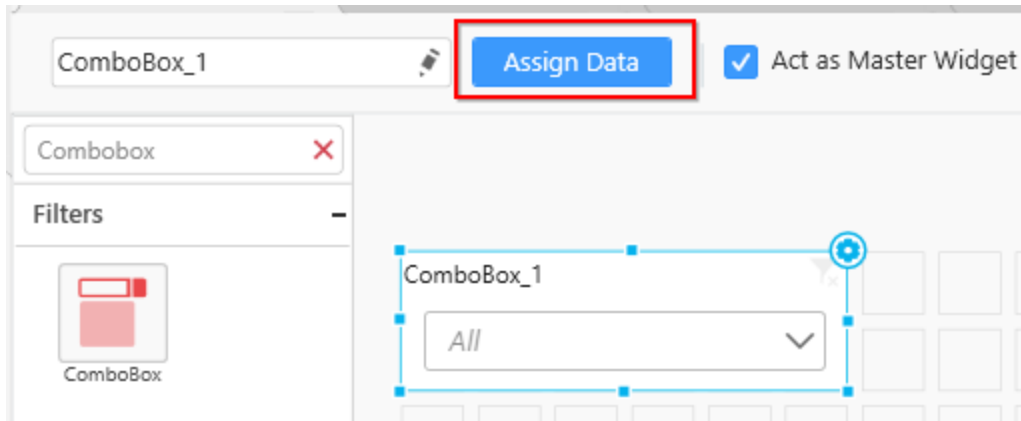 ComboBox_1
Assign Data
Act as Master Widget
Combobox
Filters
ComboBox
ComboBox_1
All